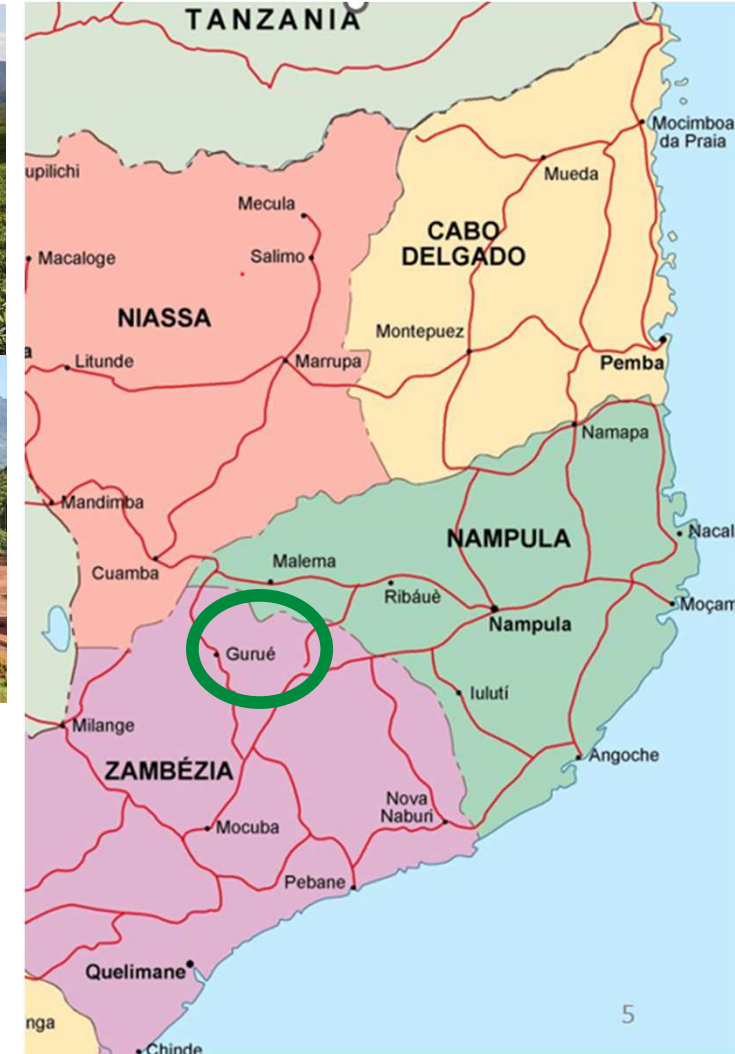 TANZANIA
Mocimboa
da Praia
upilichi
Mueda
Mecula
CABO
DELGADO
Macaloge
Salimo
NIASSA
Montepuez
a
Litunde
Marrupa
Pemba
Namapa
Mandimba
NAMPULA
Nacal
Malema
Cuamba
Ribáuè
Moçam
Nampula
Gurué
Iulutí
Milange
Angoche
ZAMBÉZIA
Nova
Naburi
Mocuba
Pebane
Quelimane
5
nga
Chinde